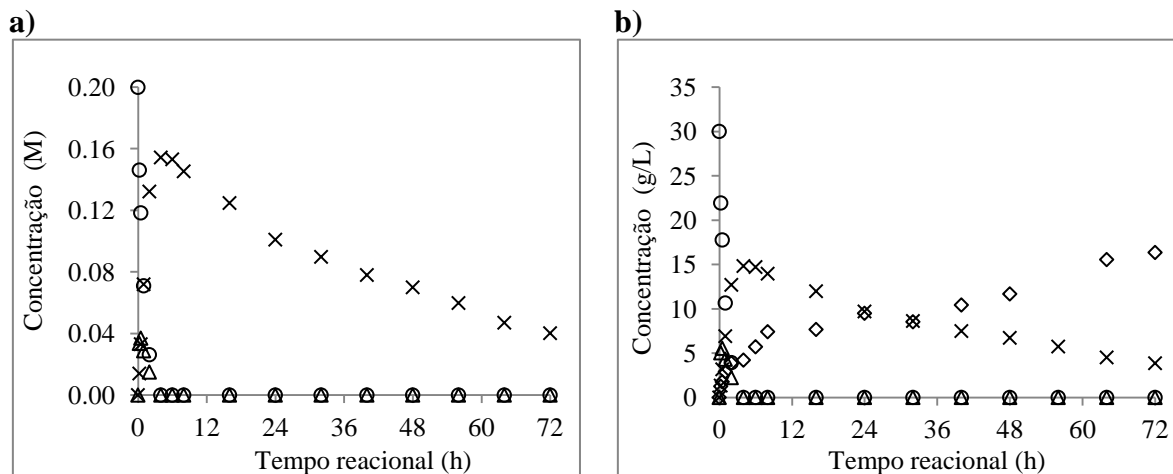 a)
Concentração (M)
0.20
0.16
0.12
0.08
0.04
0.00
0 12 24 36 48 60 72
Tempo reacional (h)
b)
Concentração (g/L)
35
30
25
20
15
10
5
0
0 12 24 36 48 60 72
Tempo reacional (h)